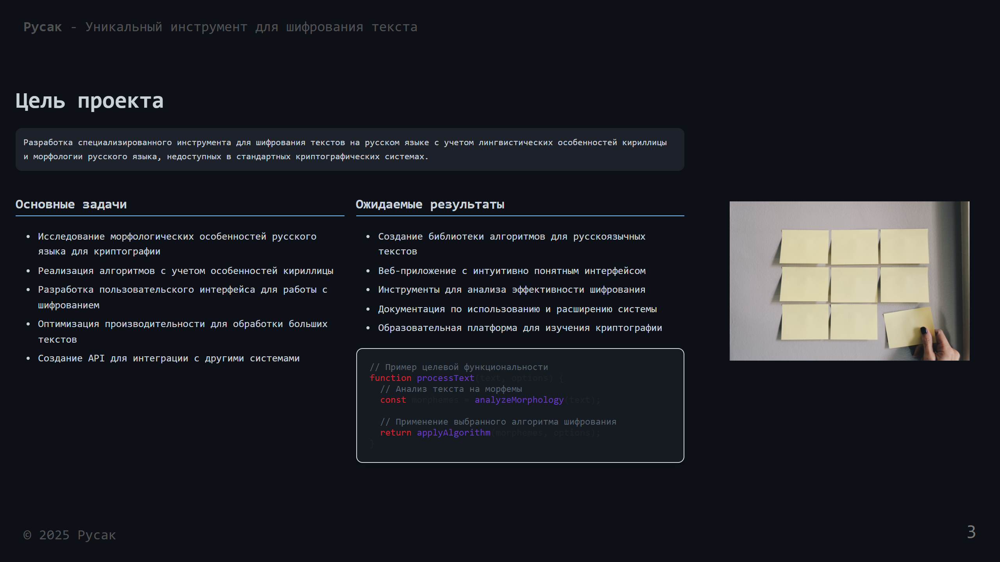 Русак - Уникальный инструмент для шифрования текста
Цель проекта
Разработка специализированного инструмента для шифрования текстов на русском языке с учетом лингвистических особенностей кириллицы
и морфологии русского языка, недоступных в стандартных криптографических системах.
Основные задачи
• Исследование морфологических особенностей русского
языка для криптографии
• Реализация алгоритмов с учетом особенностей кириллицы
• Разработка пользовательского интерфейса для работы с
шифрованием
• Оптимизация производительности для обработки больших
текстов
• Создание API для интеграции с другими системами
Ожидаемые результаты
• Создание библиотеки алгоритмов для русскоязычных
текстов
• Веб-приложение с интуитивно понятным интерфейсом
• Инструменты для анализа эффективности шифрования
• Документация по использованию и расширению системы
• Образовательная платформа для изучения криптографии
// Пример целевой функциональности
function processText(text, options) {
  // Анализ текста на морфемы
  const morphemes = analyzeMorphology(text);
  // Применение выбранного алгоритма шифрования
  return applyAlgorithm(morphemes, options);
}
© 2025 Русак
3